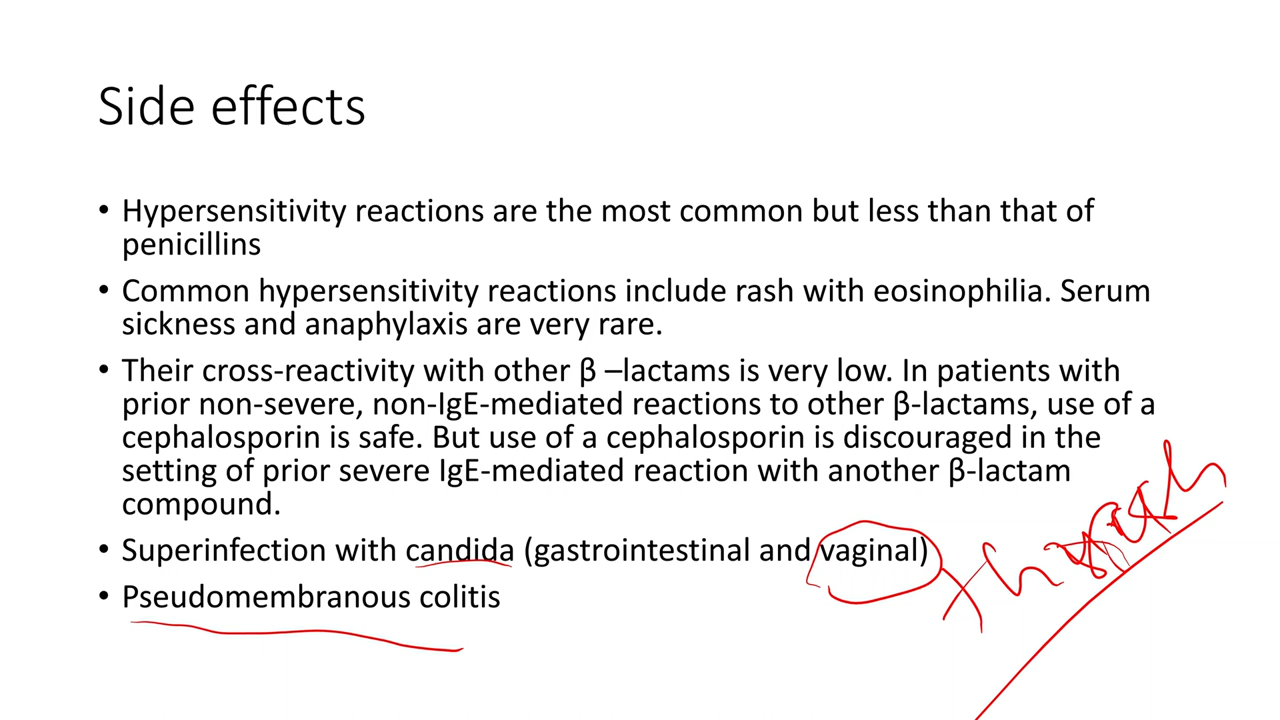 Side effects
• Hypersensitivity reactions are the most common but less than that of
penicillins
• Common hypersensitivity reactions include rash with eosinophilia. Serum
sickness and anaphylaxis are very rare.
• Their cross-reactivity with other β –lactams is very low. In patients with
prior non-severe, non-IgE-mediated reactions to other β-lactams, use of a
cephalosporin is safe. But use of a cephalosporin is discouraged in the
setting of prior severe IgE-mediated reaction with another β-lactam
compound.
• Superinfection with candida (gastrointestinal and vaginal)
• Pseudomembranous colitis